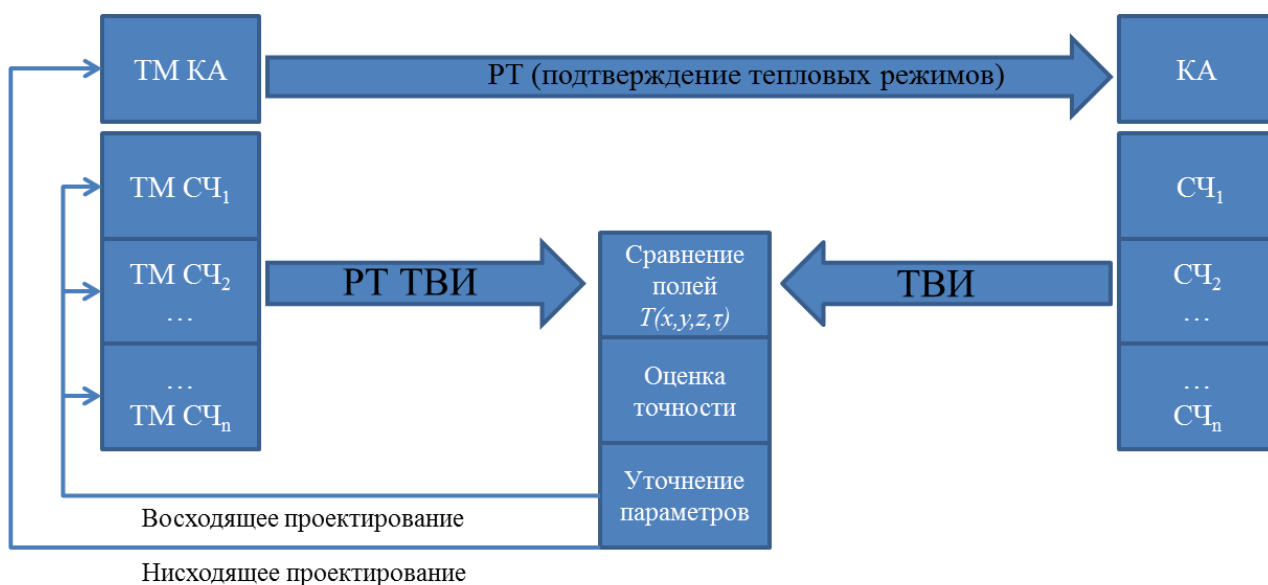 ТМ КА
РТ (подтверждение тепловых режимов)
КА
ТМ СЧ₁
СЧ₁
ТМ СЧ₂
…
РТ ТВИ
Сравнение
полей
T(x,y,z,τ)
ТВИ
СЧ₂
…
…
ТМ СЧₙ
Оценка
точности
…
СЧₙ
Уточнение
параметров
Восходящее проектирование
Нисходящее проектирование